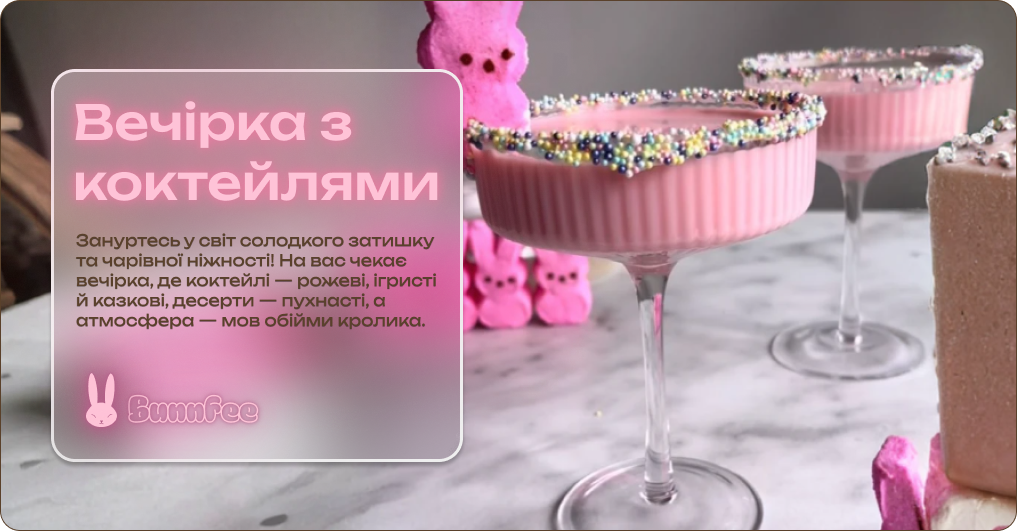 Вечірка з
коктейлями
Зануртесь у світ солодкого затишку
та чарівної ніжності! На вас чекає
вечірка, де коктейлі — рожеві, ігристі
й казкові, десерти — пухнасті, а
атмосфера — мов обійми кролика.
Bunnfee